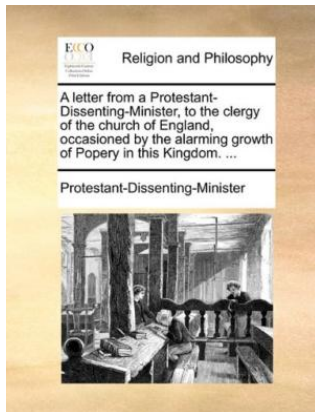 ECCO
Religion and Philosophy
A letter from a Protestant-
Dissenting-Minister, to the clergy
of the church of England,
occasioned by the alarming growth
of Popery in this Kingdom. ...
Protestant-Dissenting-Minister